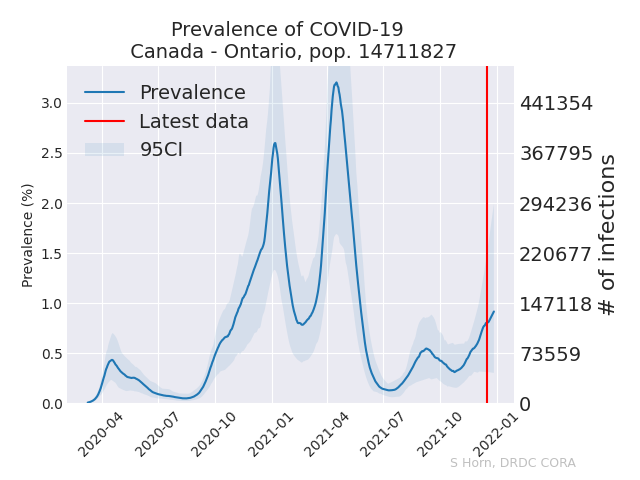 Prevalence of COVID-19
Canada - Ontario, pop. 14711827
Prevalence
Latest data
95CI
Prevalence (%)
3.0
2.5
2.0
1.5
1.0
0.5
0.0
441354
367795
294236
220677
147118
73559
0
# of infections
2020-04
2020-07
2020-10
2021-01
2021-04
2021-07
2021-10
2022-01
S Horn, DRDC CORA